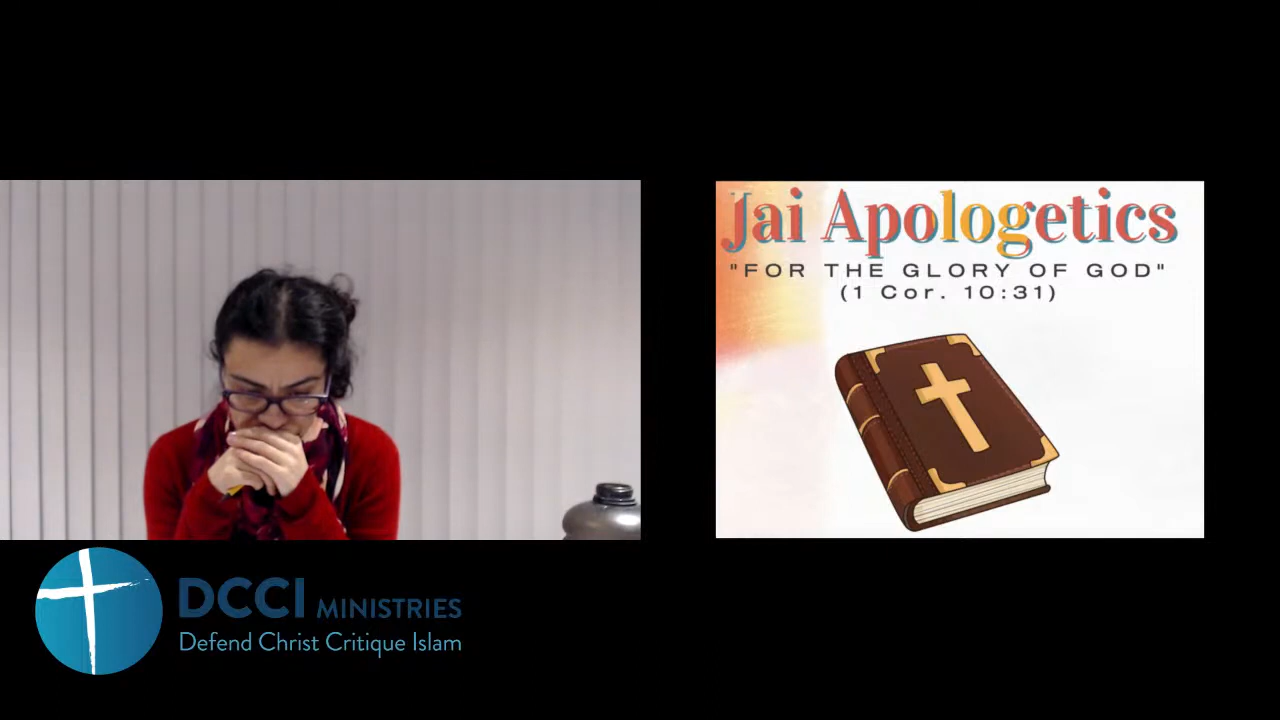 Jai Apologetics
"FOR THE GLORY OF GOD"
(1 Cor. 10:31)
DCCI MINISTRIES
Defend Christ Critique Islam